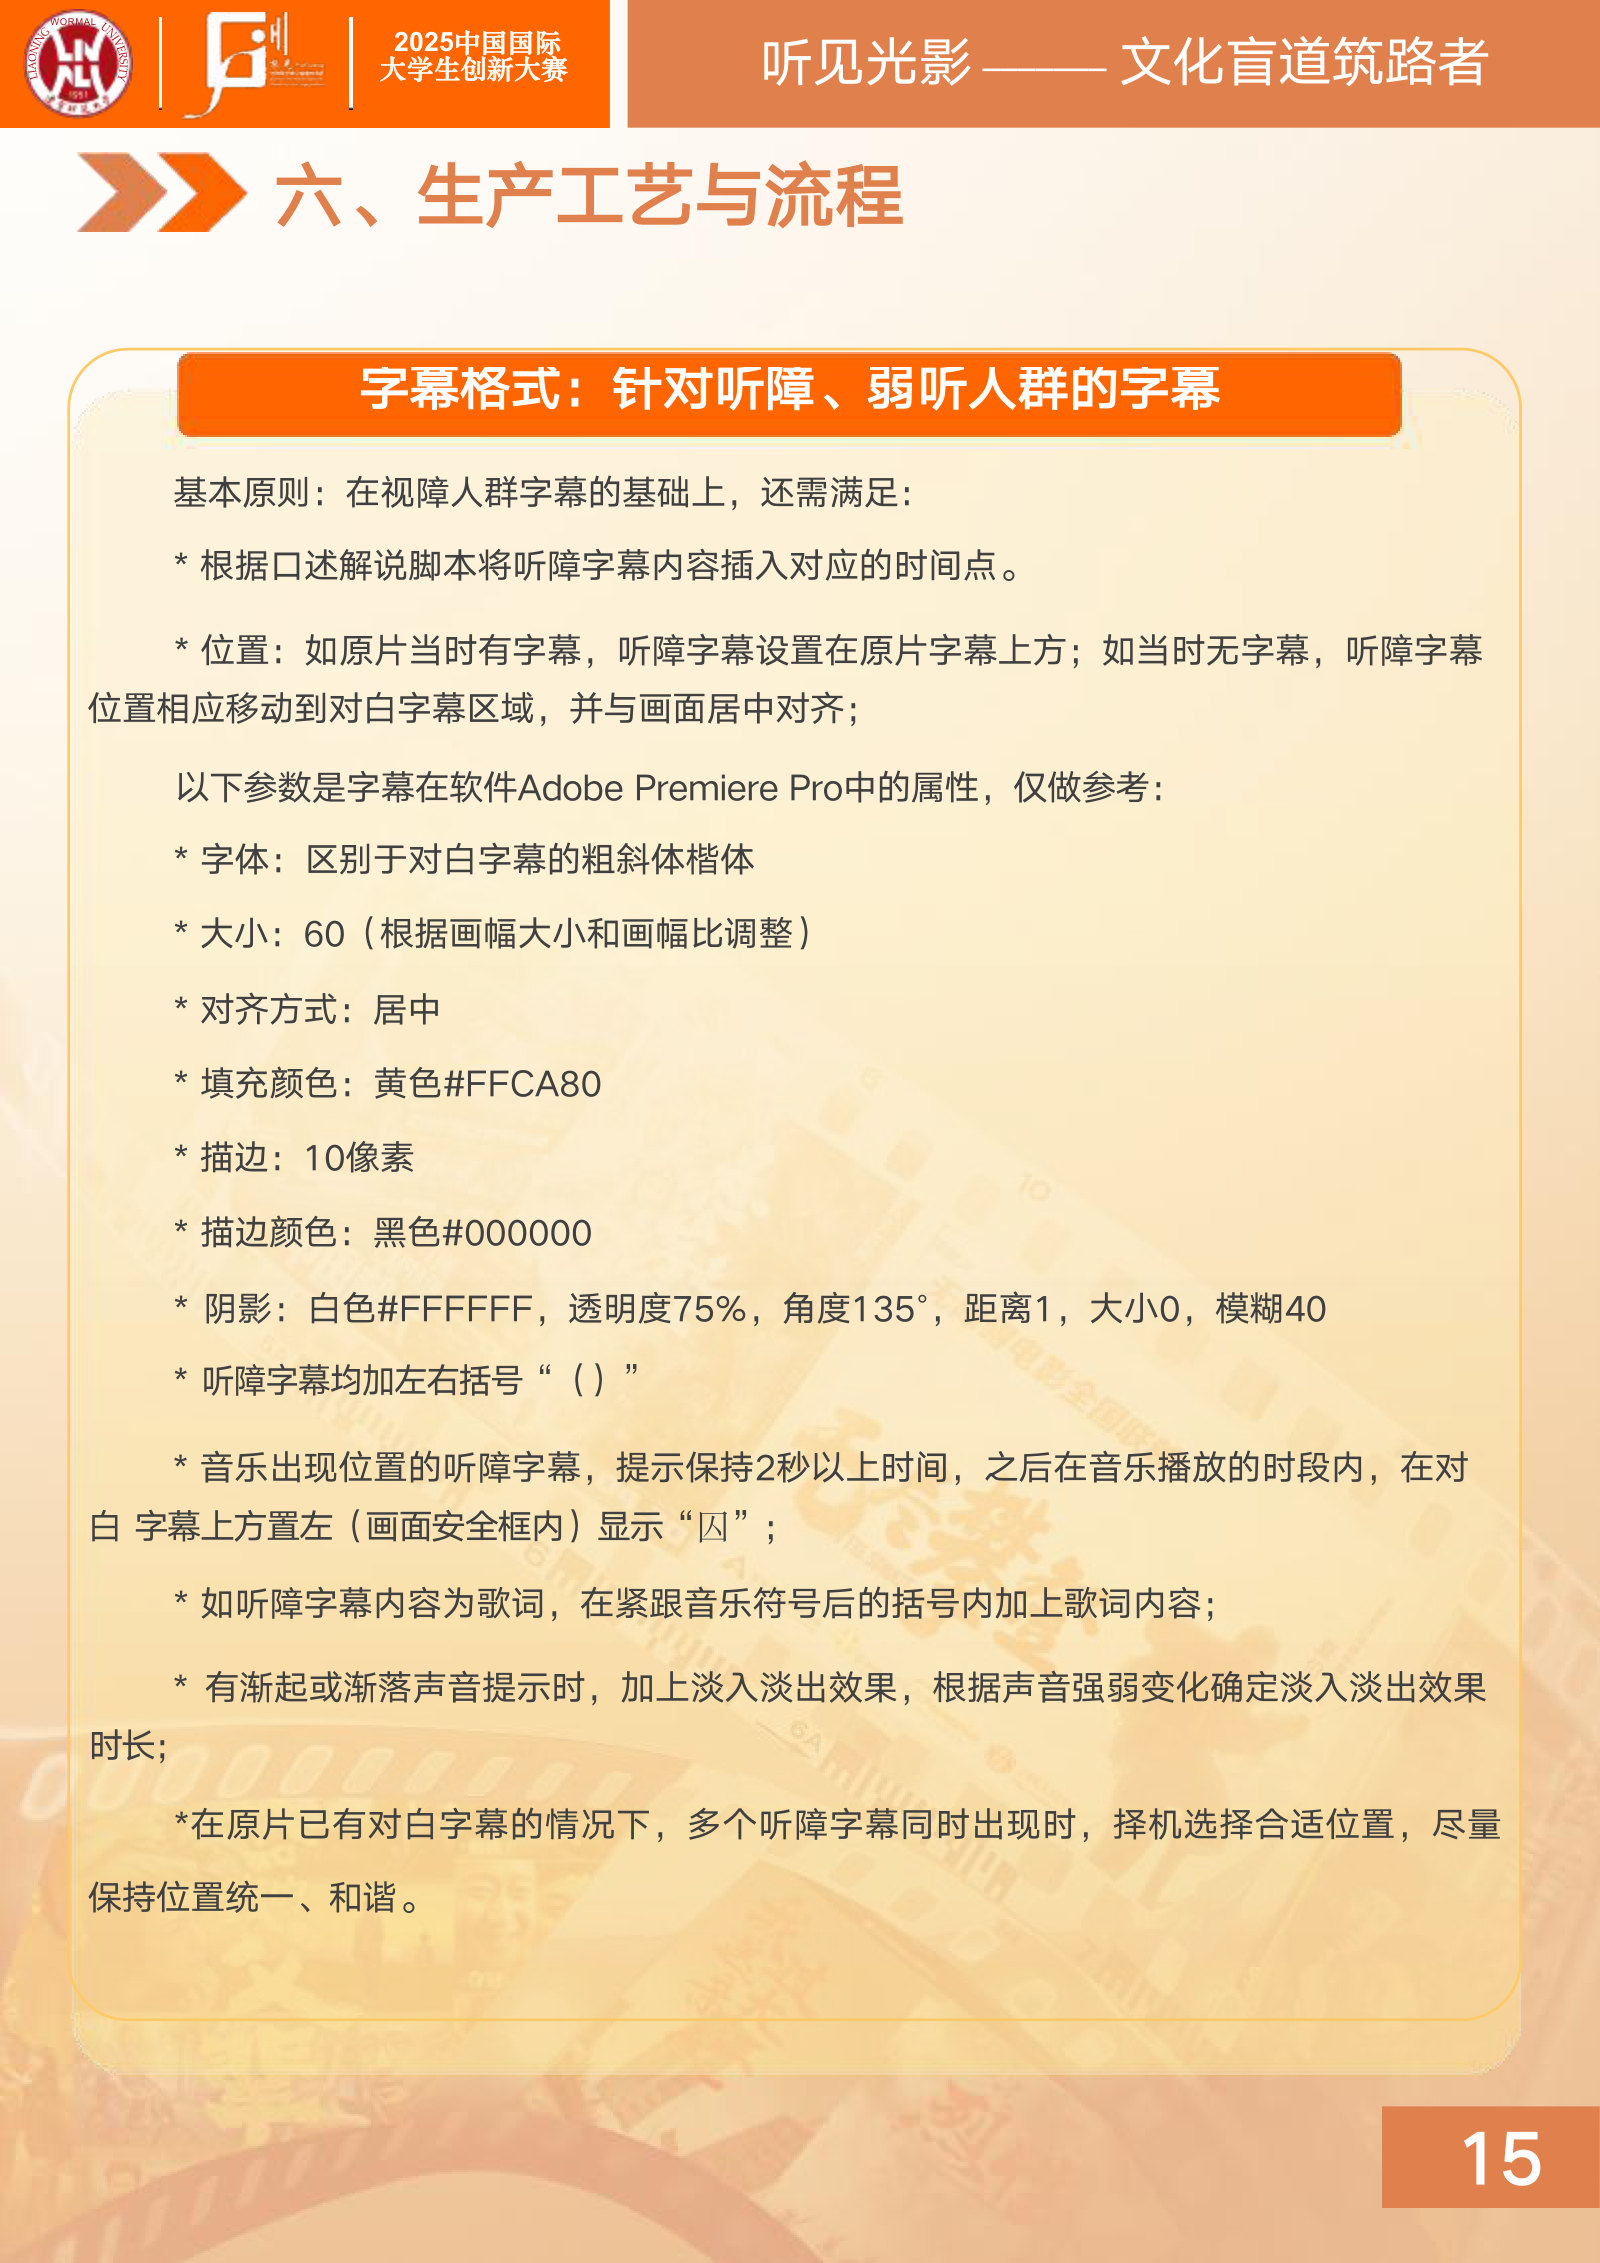 LIAONING WORMAL UNIVERSITY
1951
2025中国国际
大学生创新大赛
听见光影 ——— 文化盲道筑路者
六、生产工艺与流程
字幕格式：针对听障、弱听人群的字幕
基本原则：在视障人群字幕的基础上，还需满足：
* 根据口述解说脚本将听障字幕内容插入对应的时间点。
* 位置：如原片当时有字幕，听障字幕设置在原片字幕上方；如当时无字幕，听障字幕
位置相应移动到对白字幕区域，并与画面居中对齐；
以下参数是字幕在软件Adobe Premiere Pro中的属性，仅做参考：
* 字体：区别于对白字幕的粗斜体楷体
* 大小：60（根据画幅大小和画幅比调整）
* 对齐方式：居中
* 填充颜色：黄色#FFCA80
* 描边：10像素
* 描边颜色：黑色#000000
* 阴影：白色#FFFFFF，透明度75%，角度135°，距离1，大小0，模糊40
* 听障字幕均加左右括号“（）”
* 音乐出现位置的听障字幕，提示保持2秒以上时间，之后在音乐播放的时段内，在对
白 字幕上方置左（画面安全框内）显示“囚”；
* 如听障字幕内容为歌词，在紧跟音乐符号后的括号内加上歌词内容；
* 有渐起或渐落声音提示时，加上淡入淡出效果，根据声音强弱变化确定淡入淡出效果
时长；
*在原片已有对白字幕的情况下，多个听障字幕同时出现时，择机选择合适位置，尽量
保持位置统一、和谐。
15